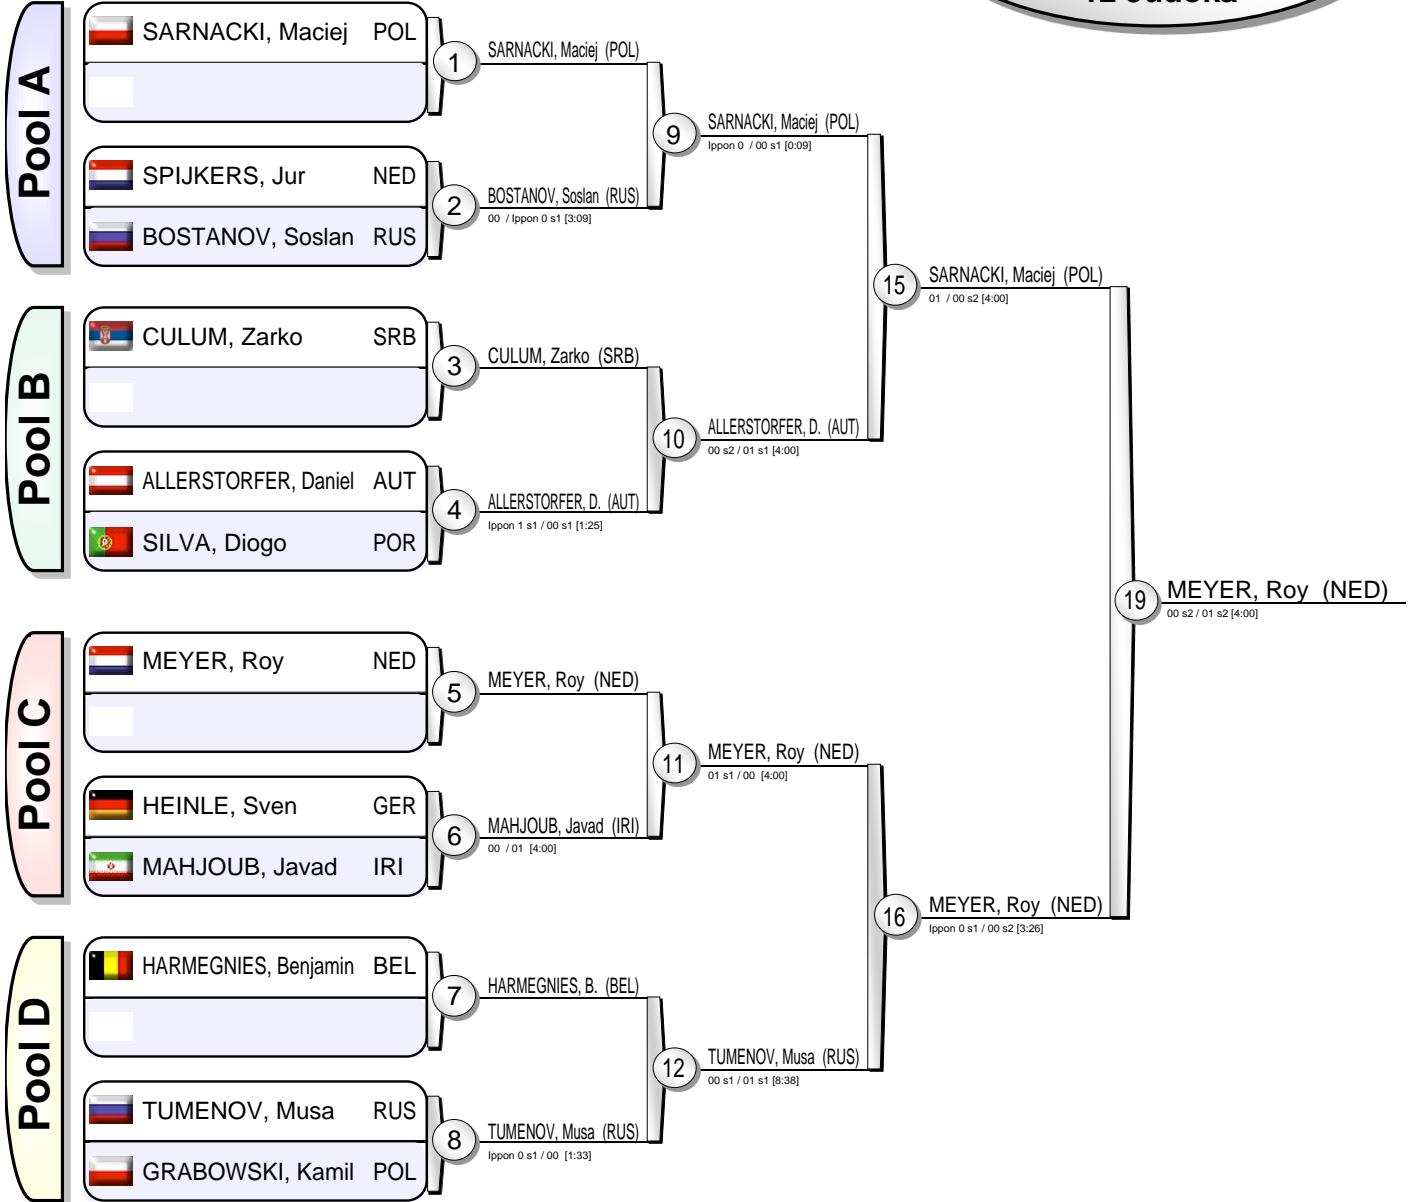 12 Judoka
Pool A
SARNACKI, Maciej POL
1
SPIJKERS, Jur NED
BOSTANOV, Soslan RUS
2
SARNACKI, Maciej (POL)
BOSTANOV, Soslan (RUS)
00 / Ippon 0 s1 [3:09]
9
SARNACKI, Maciej (POL)
Ippon 0 / 00 s1 [0:09]
Pool B
CULUM, Zarko SRB
3
ALLERSTORFER, Daniel AUT
SILVA, Diogo POR
4
CULUM, Zarko (SRB)
ALLERSTORFER, D. (AUT)
Ippon 1 s1 / 00 s1 [1:25]
10
ALLERSTORFER, D. (AUT)
00 s2 / 01 s1 [4:00]
15
SARNACKI, Maciej (POL)
01 / 00 s2 [4:00]
Pool C
MEYER, Roy NED
5
HEINLE, Sven GER
MAHJOUB, Javad IRI
6
MEYER, Roy (NED)
MAHJOUB, Javad (IRI)
00 / 01 [4:00]
11
MEYER, Roy (NED)
01 s1 / 00 [4:00]
Pool D
HARMEGNIES, Benjamin BEL
7
TUMENOV, Musa RUS
GRABOWSKI, Kamil POL
8
HARMEGNIES, B. (BEL)
TUMENOV, Musa (RUS)
Ippon 0 s1 / 00 [1:33]
12
TUMENOV, Musa (RUS)
00 s1 / 01 s1 [8:38]
16
MEYER, Roy (NED)
Ippon 0 s1 / 00 s2 [3:26]
19
MEYER, Roy (NED)
00 s2 / 01 s2 [4:00]